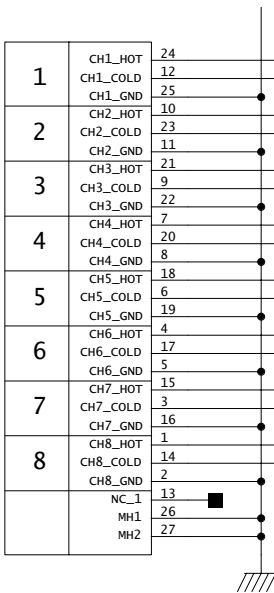 CH1_HOT 24
1 CH1_COLD 12
CH1_GND 25
CH2_HOT 10
2 CH2_COLD 23
CH2_GND 11
CH3_HOT 21
3 CH3_COLD 9
CH3_GND 22
CH4_HOT 7
4 CH4_COLD 20
CH4_GND 8
CH5_HOT 18
5 CH5_COLD 6
CH5_GND 19
CH6_HOT 4
6 CH6_COLD 17
CH6_GND 5
CH7_HOT 15
7 CH7_COLD 3
CH7_GND 16
CH8_HOT 1
8 CH8_COLD 14
CH8_GND 2
NC_1 13
MH1 26
MH2 27